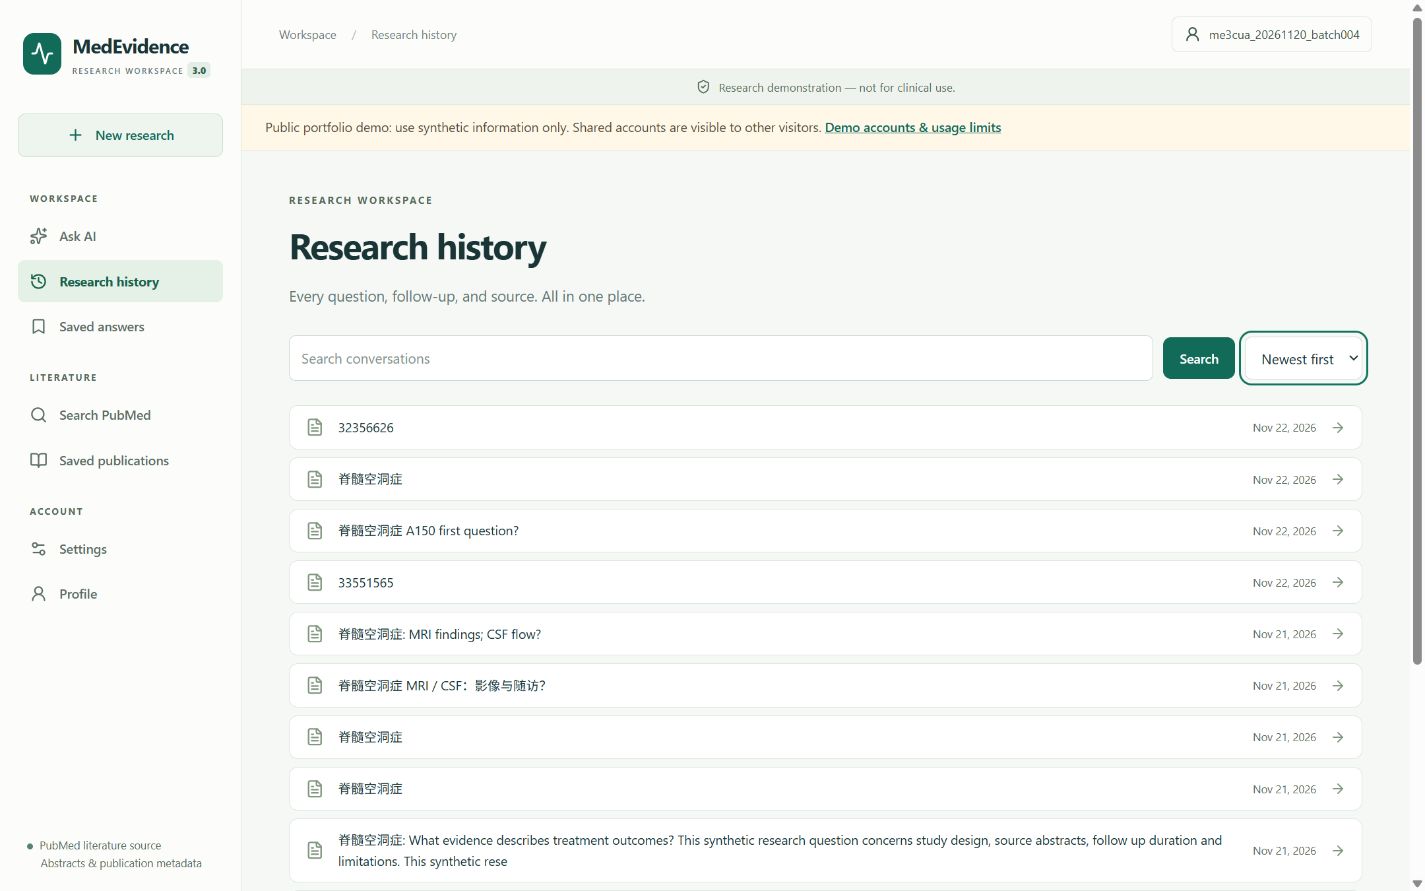 MedEvidence
RESEARCH WORKSPACE 3.0
New research
WORKSPACE
Ask AI
Research history
Saved answers
LITERATURE
Search PubMed
Saved publications
ACCOUNT
Settings
Profile
PubMed literature source
Abstracts & publication metadata
Workspace / Research history
me3cua_20261120_batch004
Research demonstration — not for clinical use.
Public portfolio demo: use synthetic information only. Shared accounts are visible to other visitors. Demo accounts & usage limits
RESEARCH WORKSPACE
Research history
Every question, follow-up, and source. All in one place.
Search conversations
Search
Newest first
32356626 Nov 22, 2026
脊髓空洞症 Nov 22, 2026
脊髓空洞症 A150 first question? Nov 22, 2026
33551565 Nov 22, 2026
脊髓空洞症: MRI findings; CSF flow? Nov 21, 2026
脊髓空洞症 MRI / CSF：影像与随访？ Nov 21, 2026
脊髓空洞症 Nov 21, 2026
脊髓空洞症 Nov 21, 2026
脊髓空洞症: What evidence describes treatment outcomes? This synthetic research question concerns study design, source abstracts, follow up duration and
limitations. This synthetic rese Nov 21, 2026